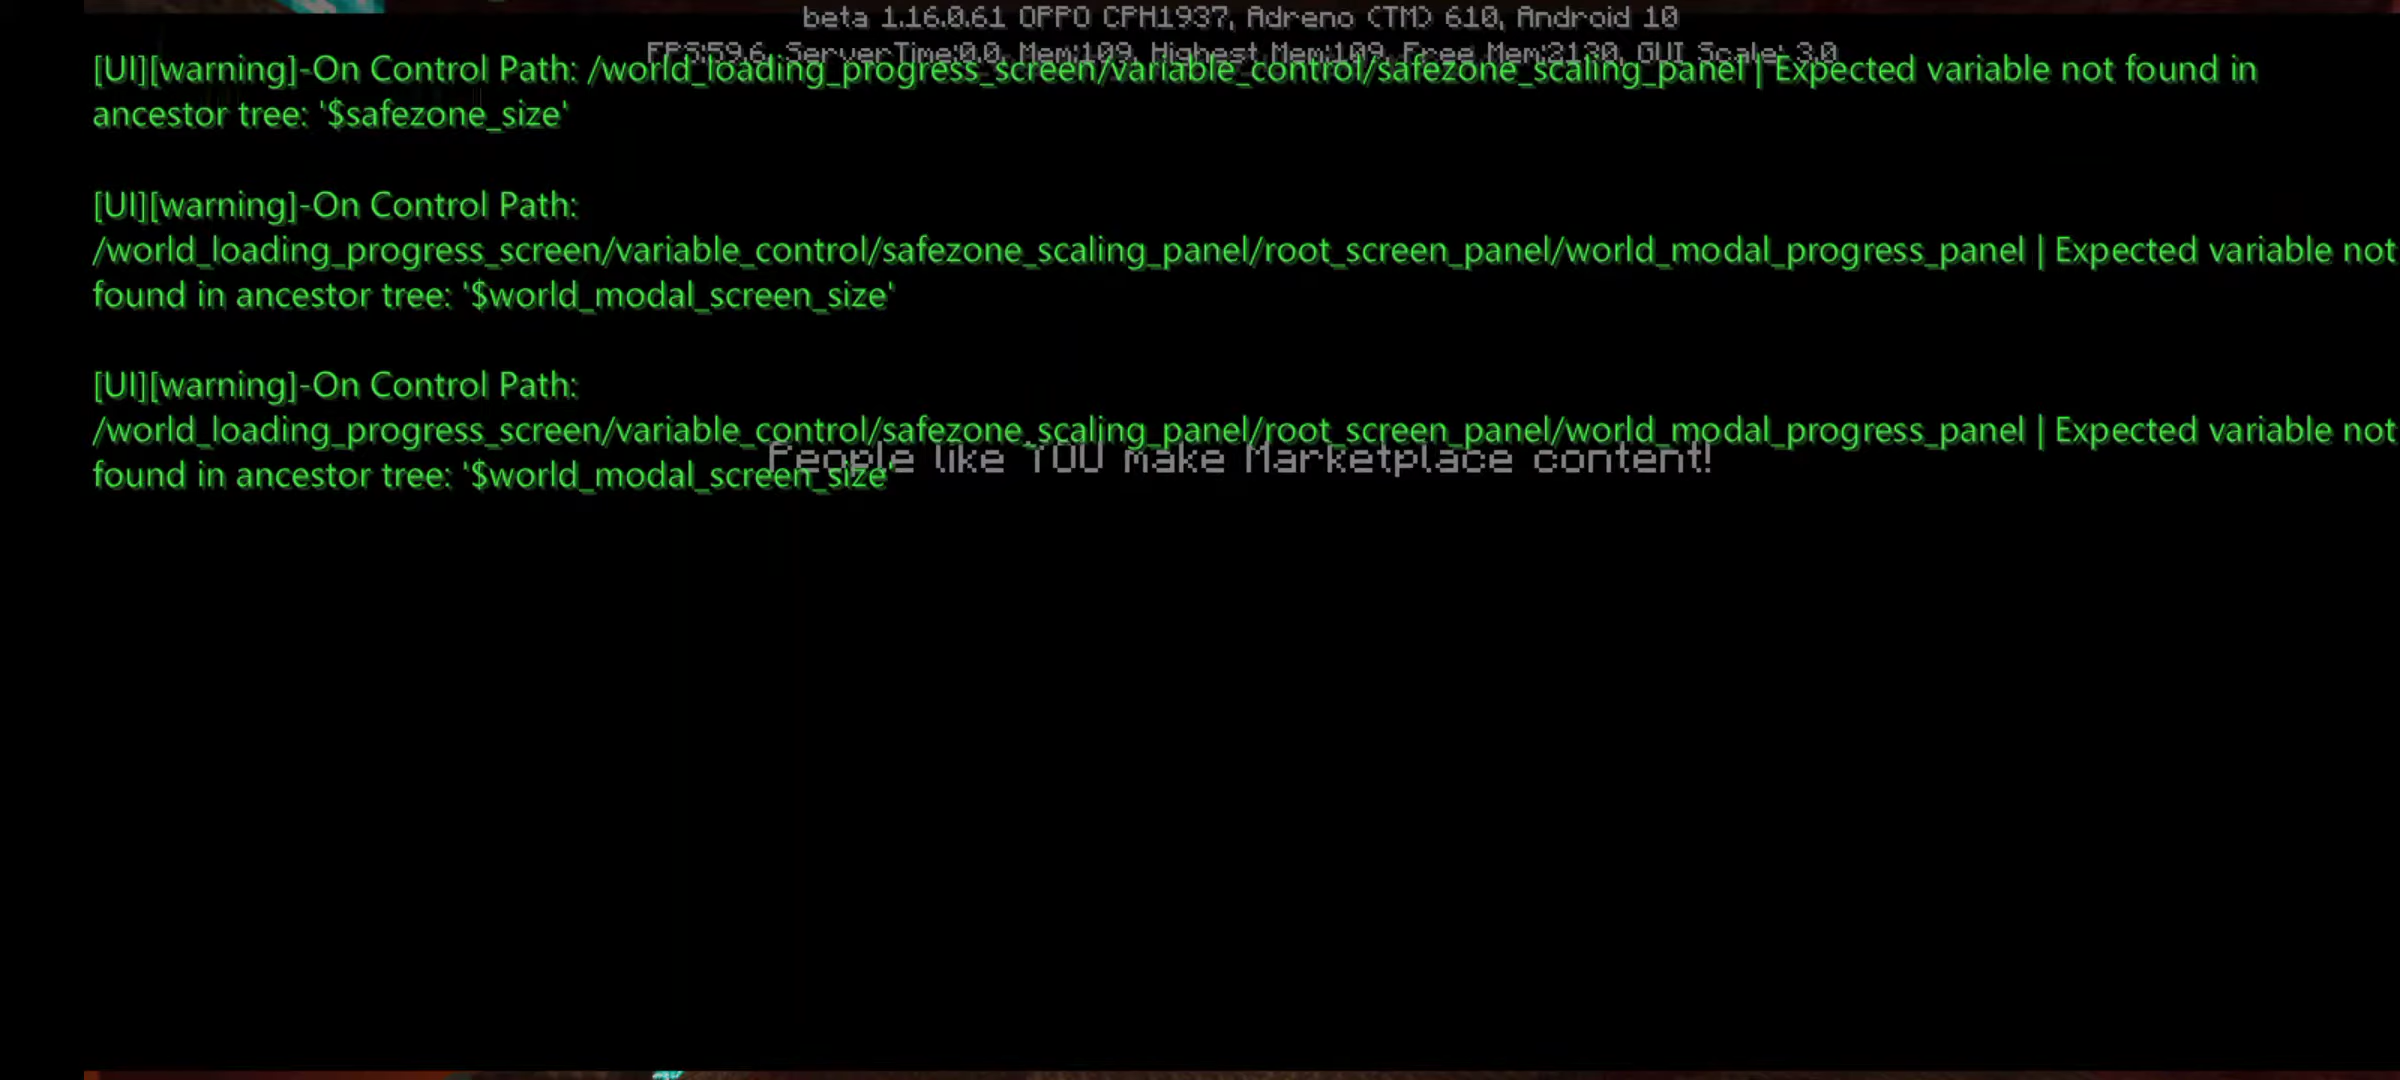 beta 1.16.0.61 OPPO CPH1937, Adreno (TM) 610, Android 10
FPS:59.6, ServerTime:0.0, Mem:109, Highest Mem:109, Free Mem:2130, GUI Scale: 3.0
[UI][warning]-On Control Path: /world_loading_progress_screen/variable_control/safezone_scaling_panel | Expected variable not found in
ancestor tree: '$safezone_size'
[UI][warning]-On Control Path:
/world_loading_progress_screen/variable_control/safezone_scaling_panel/root_screen_panel/world_modal_progress_panel | Expected variable not
found in ancestor tree: '$world_modal_screen_size'
[UI][warning]-On Control Path:
/world_loading_progress_screen/variable_control/safezone_scaling_panel/root_screen_panel/world_modal_progress_panel | Expected variable not
People like YOU make Marketplace content!
found in ancestor tree: '$world_modal_screen_size'